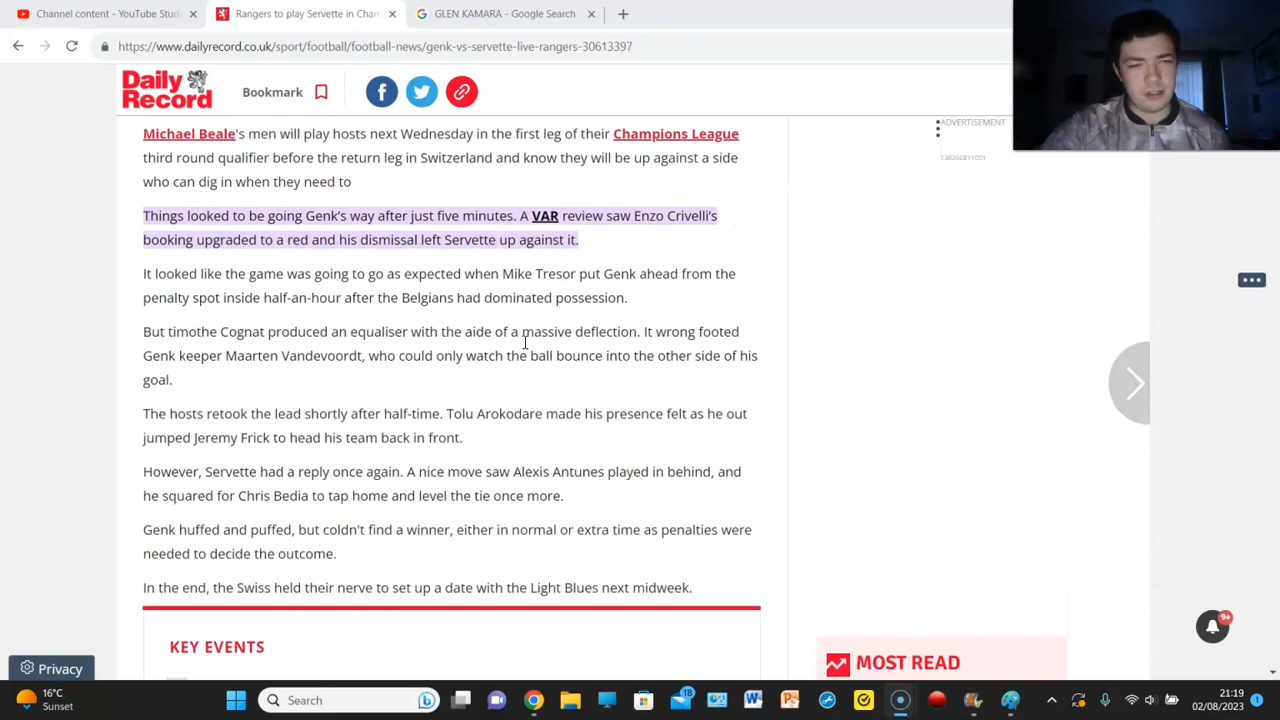 Channel content - YouTube Stud
Rangers to play Servette in Char
GLEN KAMARA - Google Search
https://www.dailyrecord.co.uk/sport/football/football-news/genk-vs-servette-live-rangers-30613397
Daily
Record
Bookmark
ADVERTISEMENT
Michael Beale's men will play hosts next Wednesday in the first leg of their Champions League
third round qualifier before the return leg in Switzerland and know they will be up against a side
who can dig in when they need to
Things looked to be going Genk's way after just five minutes. A VAR review saw Enzo Crivelli's
booking upgraded to a red and his dismissal left Servette up against it.
It looked like the game was going to go as expected when Mike Tresor put Genk ahead from the
penalty spot inside half-an-hour after the Belgians had dominated possession.
But timothe Cognat produced an equaliser with the aide of a massive deflection. It wrong footed
Genk keeper Maarten Vandevoordt, who could only watch the ball bounce into the other side of his
goal.
The hosts retook the lead shortly after half-time. Tolu Arokodare made his presence felt as he out
jumped Jeremy Frick to head his team back in front.
However, Servette had a reply once again. A nice move saw Alexis Antunes played in behind, and
he squared for Chris Bedia to tap home and level the tie once more.
Genk huffed and puffed, but coldn't find a winner, either in normal or extra time as penalties were
needed to decide the outcome.
In the end, the Swiss held their nerve to set up a date with the Light Blues next midweek.
KEY EVENTS
9+
MOST READ
Privacy
16°C
Sunset
Search
18
21:19
02/08/2023
1